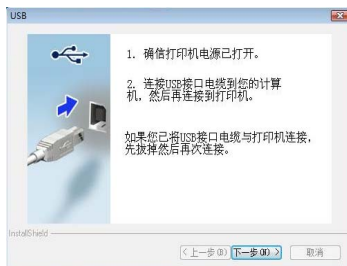 USB
1. 确信打印机电源已打开。
2. 连接USB接口电缆到您的计算
机，然后再连接到打印机。
如果您已将USB接口电缆与打印机连接，
先拔掉然后再次连接。
InstallShield
<上一步(B) 下一步(N)> 取消